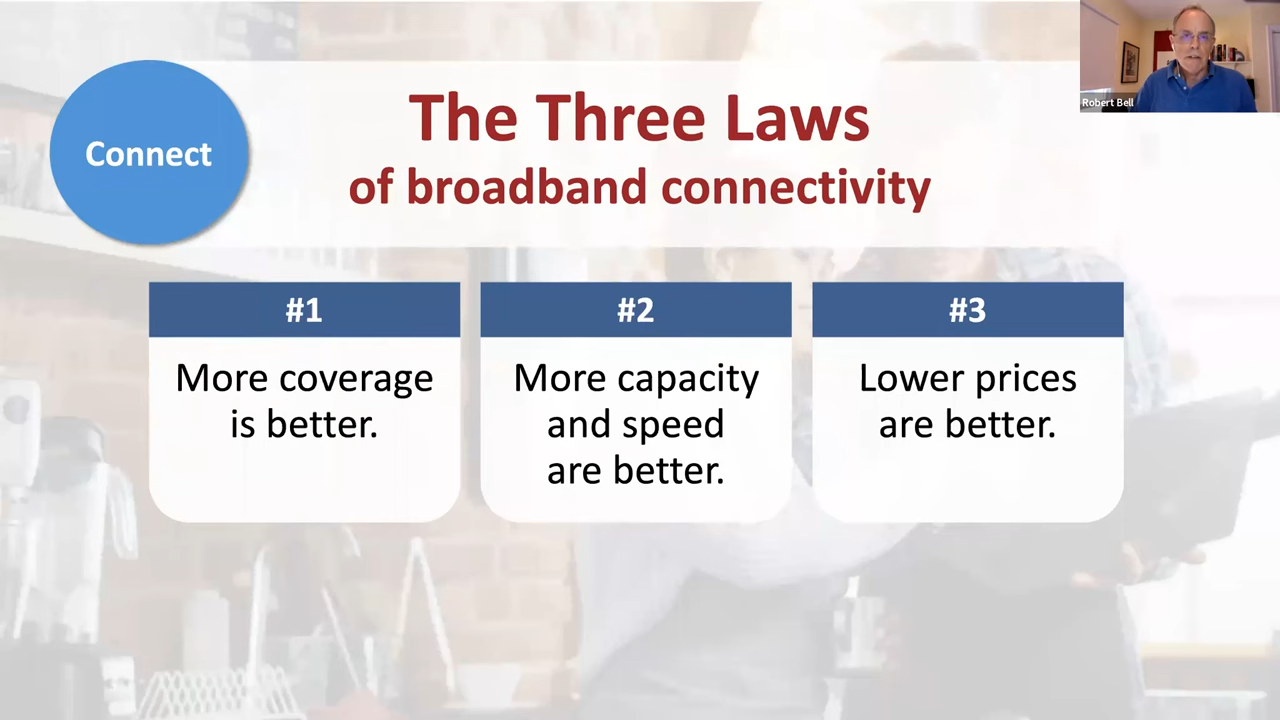 Connect
The Three Laws
of broadband connectivity
Robert Bell
#1
More coverage
is better.
#2
More capacity
and speed
are better.
#3
Lower prices
are better.